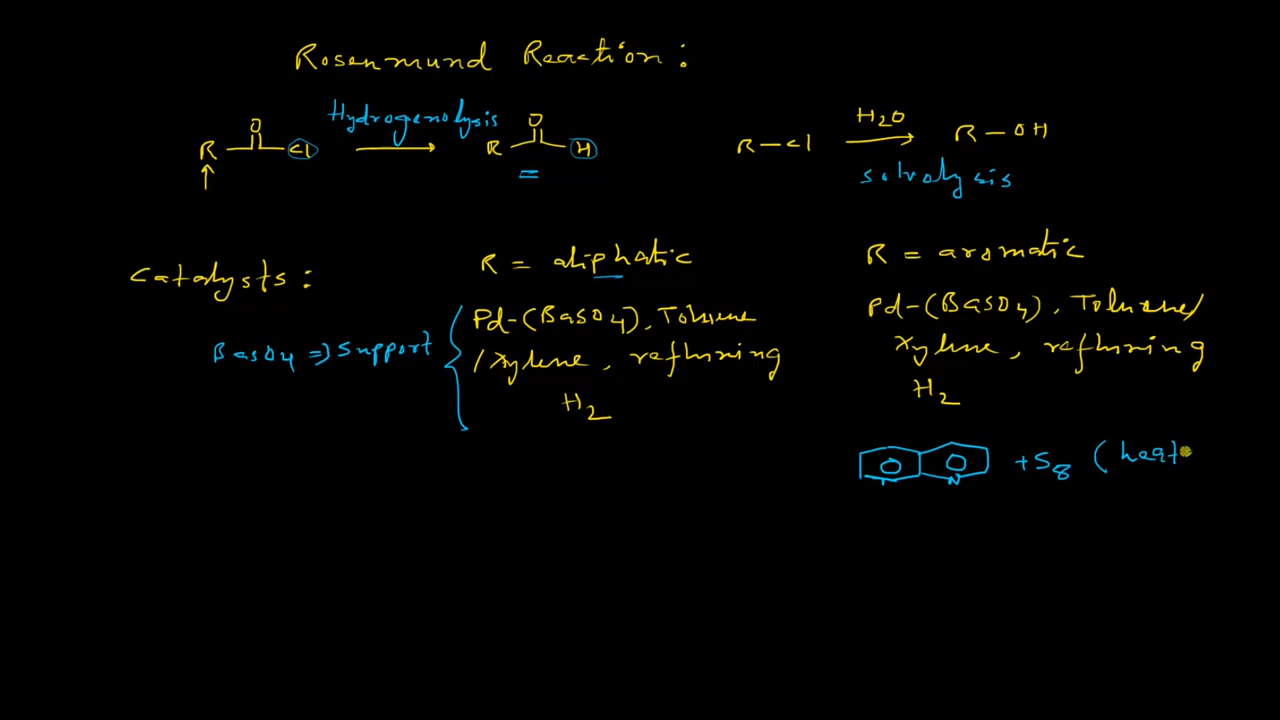 Rosenmund Reaction :
O
R — Cl
Hydrogenolysis
O
R H
=
R — Cl
H2O
R — OH
solvolysis
Catalysts :
BaSO4 => Support
R = aliphatic
Pd-(BaSO4), Toluene
/Xylene, refluxing
H2
R = aromatic
Pd-(BaSO4), Toluene/
Xylene, refluxing
H2
N
+ S8 (heat